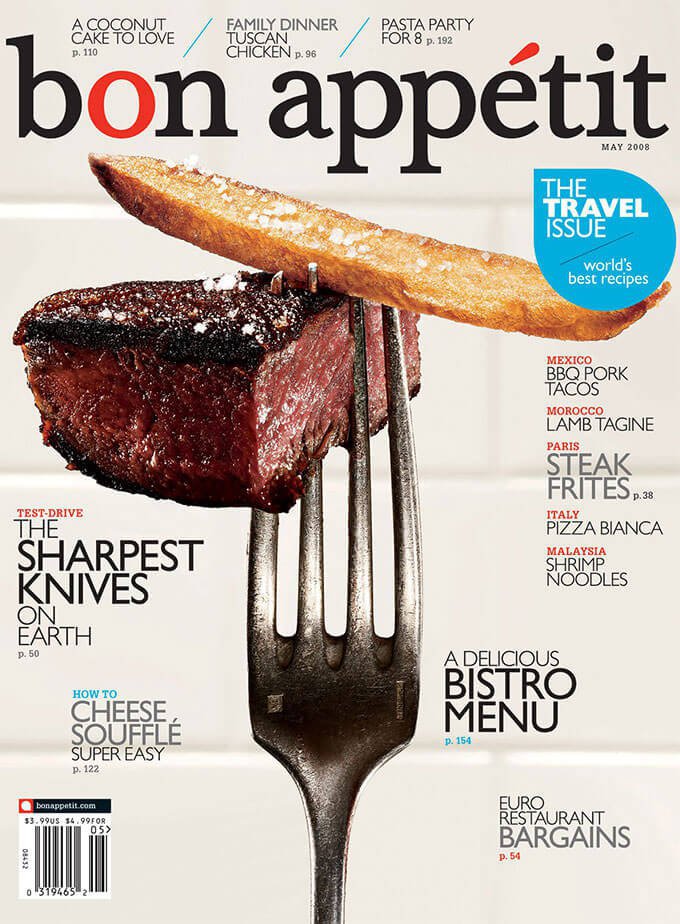 A COCONUT
CAKE TO LOVE
p. 110
FAMILY DINNER
TUSCAN
CHICKEN p. 96
PASTA PARTY
FOR 8 p. 192
bon appétit
MAY 2008
THE
TRAVEL
ISSUE
world's
best recipes
MEXICO
BBQ PORK
TACOS
MOROCCO
LAMB TAGINE
PARIS
STEAK
FRITES p. 38
ITALY
PIZZA BIANCA
MALAYSIA
SHRIMP
NOODLES
TEST-DRIVE
THE
SHARPEST
KNIVES
ON
EARTH
p. 50
A DELICIOUS
BISTRO
MENU
p. 154
HOW TO
CHEESE
SOUFFLÉ
SUPER EASY
p. 122
EURO
RESTAURANT
BARGAINS
p. 54
bonappetit.com
$3.99US $4.99FOR
05>
08432
0 319465 2